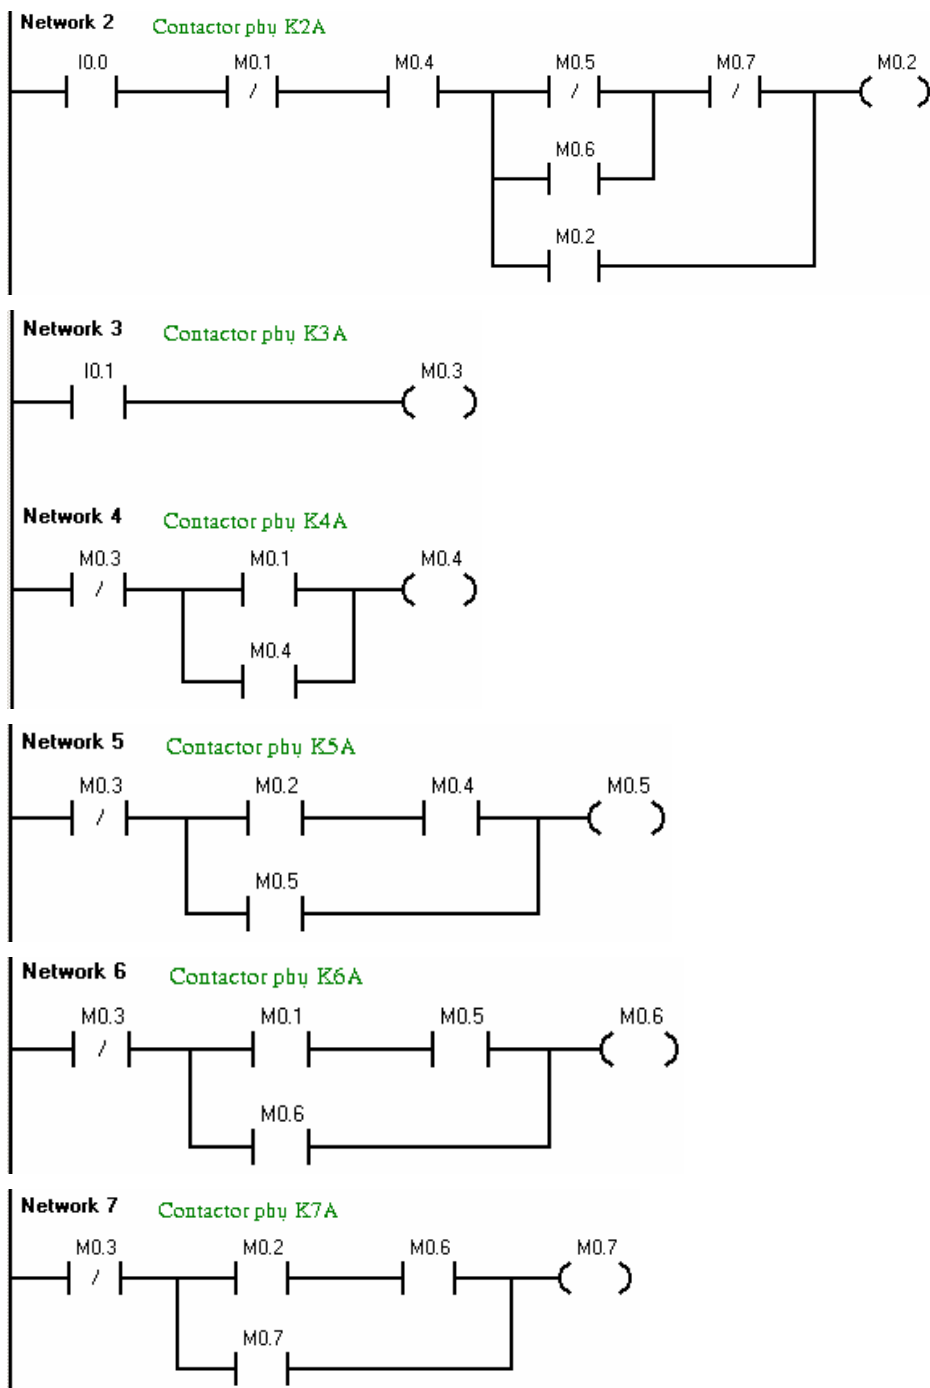 Network 2 Contactor phụ K2A
I0.0 M0.1 M0.4 M0.5 M0.7 M0.2
/ / /
M0.6
M0.2
Network 3 Contactor phụ K3A
I0.1 M0.3
Network 4 Contactor phụ K4A
M0.3 M0.1 M0.4
/
M0.4
Network 5 Contactor phụ K5A
M0.3 M0.2 M0.4 M0.5
/
M0.5
Network 6 Contactor phụ K6A
M0.3 M0.1 M0.5 M0.6
/
M0.6
Network 7 Contactor phụ K7A
M0.3 M0.2 M0.6 M0.7
/
M0.7